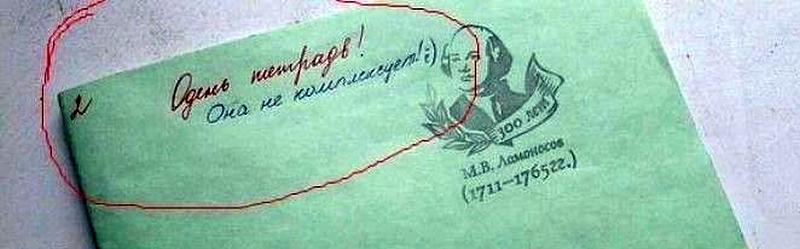 2
Одень тетрадь!
Она не комплексует! :)
300 лет
М.В. Ломоносов
(1711–1765гг.)